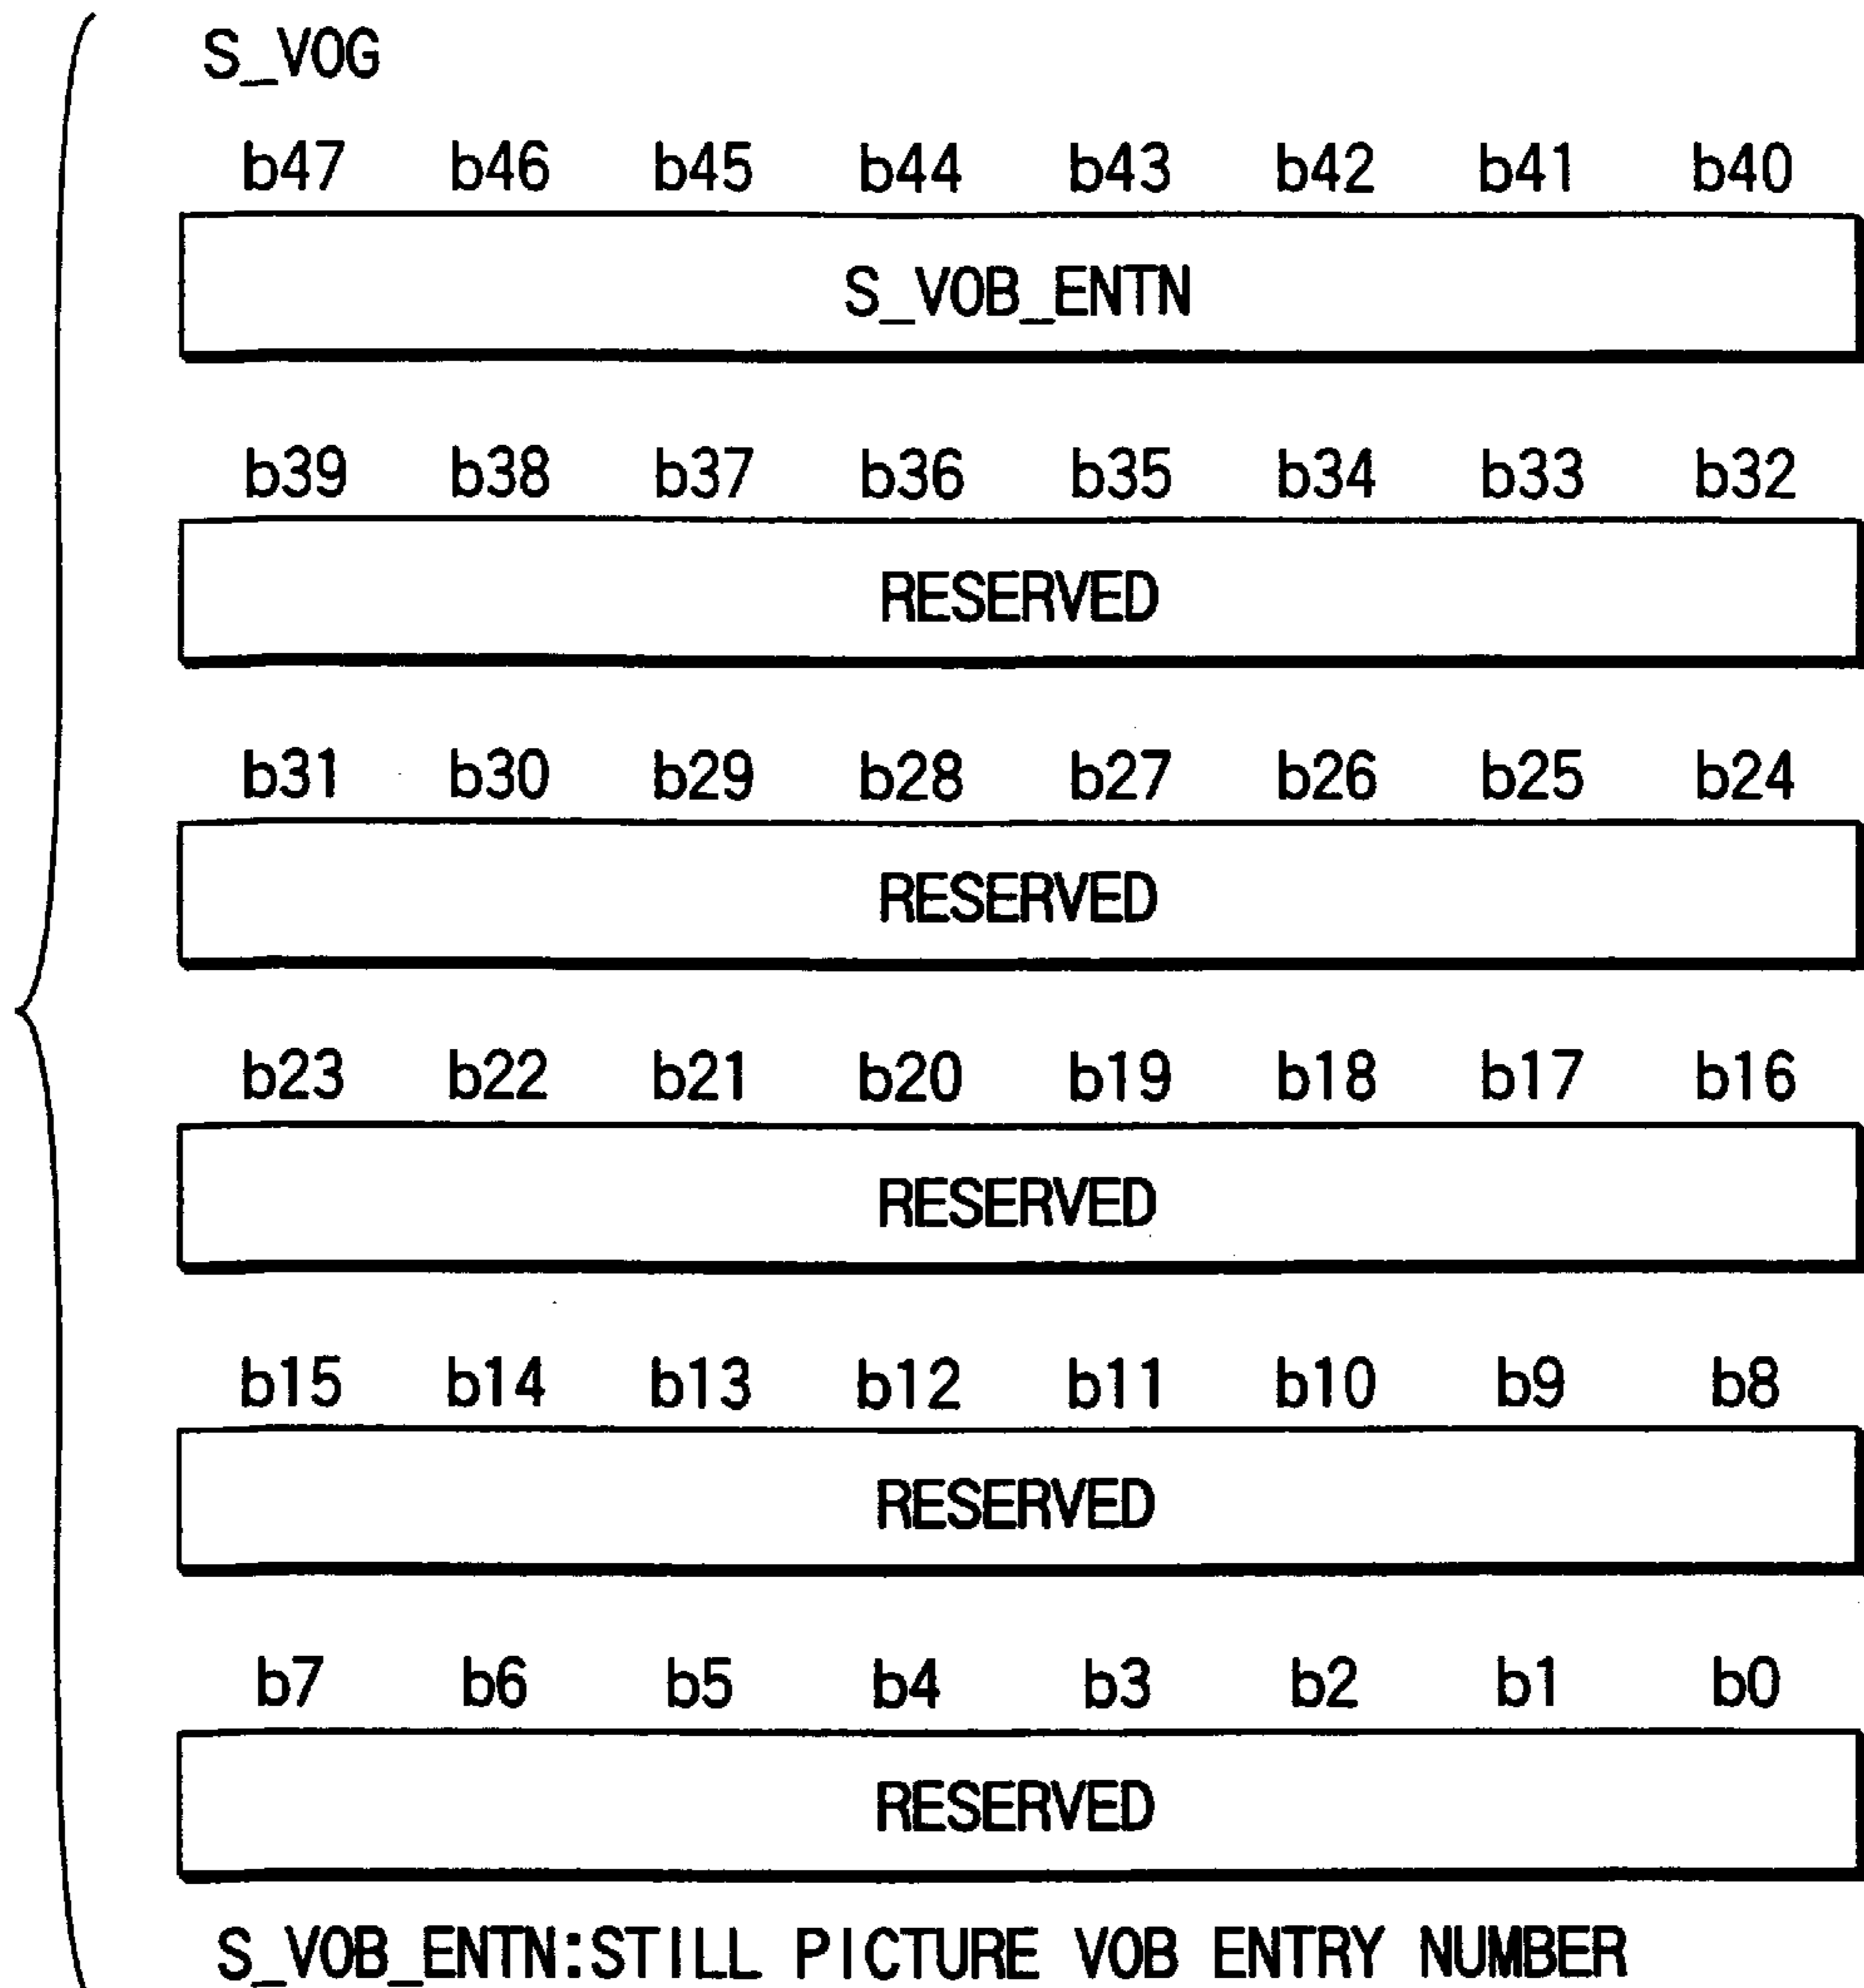 S_VOG
b47 b46 b45 b44 b43 b42 b41 b40
S_VOB_ENTN
b39 b38 b37 b36 b35 b34 b33 b32
RESERVED
b31 b30 b29 b28 b27 b26 b25 b24
RESERVED
b23 b22 b21 b20 b19 b18 b17 b16
RESERVED
b15 b14 b13 b12 b11 b10 b9 b8
RESERVED
b7 b6 b5 b4 b3 b2 b1 b0
RESERVED
S_VOB_ENTN:STILL PICTURE VOB ENTRY NUMBER